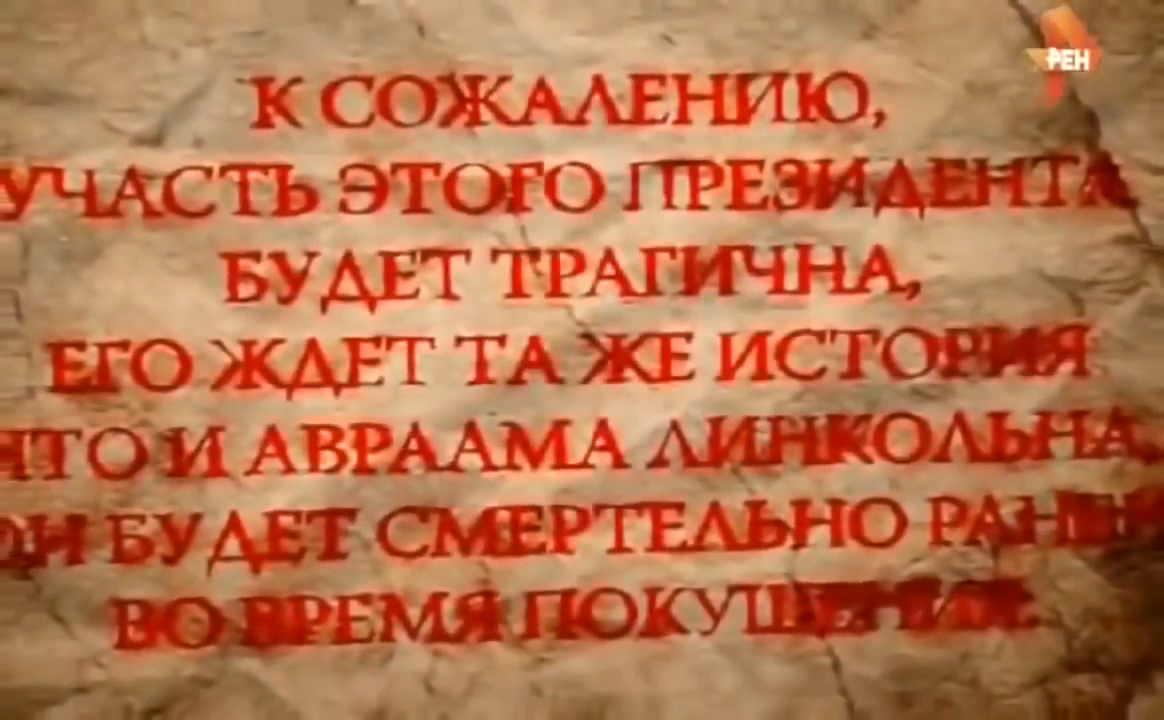 РЕН
К СОЖАЛЕНИЮ,
УЧАСТЬ ЭТОГО ПРЕЗИДЕНТА
БУДЕТ ТРАГИЧНА,
ЕГО ЖДЕТ ТА ЖЕ ИСТОРИЯ
ЧТО И АВРААМА ЛИНКОЛЬНА.
ОН БУДЕТ СМЕРТЕЛЬНО РАНЕН
ВО ВРЕМЯ ПОКУШЕНИЯ.